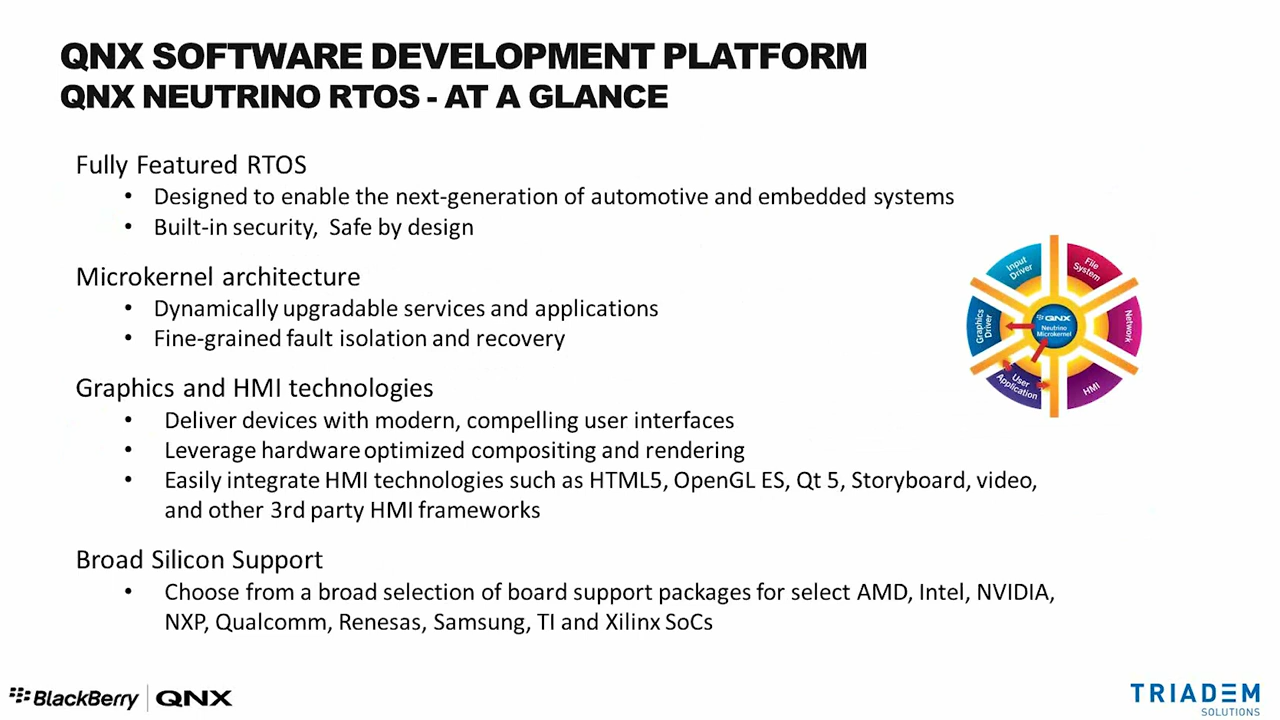 QNX SOFTWARE DEVELOPMENT PLATFORM
QNX NEUTRINO RTOS - AT A GLANCE
Fully Featured RTOS
• Designed to enable the next-generation of automotive and embedded systems
• Built-in security, Safe by design
Microkernel architecture
• Dynamically upgradable services and applications
• Fine-grained fault isolation and recovery
Graphics and HMI technologies
• Deliver devices with modern, compelling user interfaces
• Leverage hardware optimized compositing and rendering
• Easily integrate HMI technologies such as HTML5, OpenGL ES, Qt 5, Storyboard, video,
and other 3rd party HMI frameworks
Broad Silicon Support
• Choose from a broad selection of board support packages for select AMD, Intel, NVIDIA,
NXP, Qualcomm, Renesas, Samsung, TI and Xilinx SoCs
Input
Driver
File
System
Graphics
Driver
QNX
Neutrino
Microkernel
Network
User
Application
HMI
BlackBerry QNX
TRIADEM
SOLUTIONS